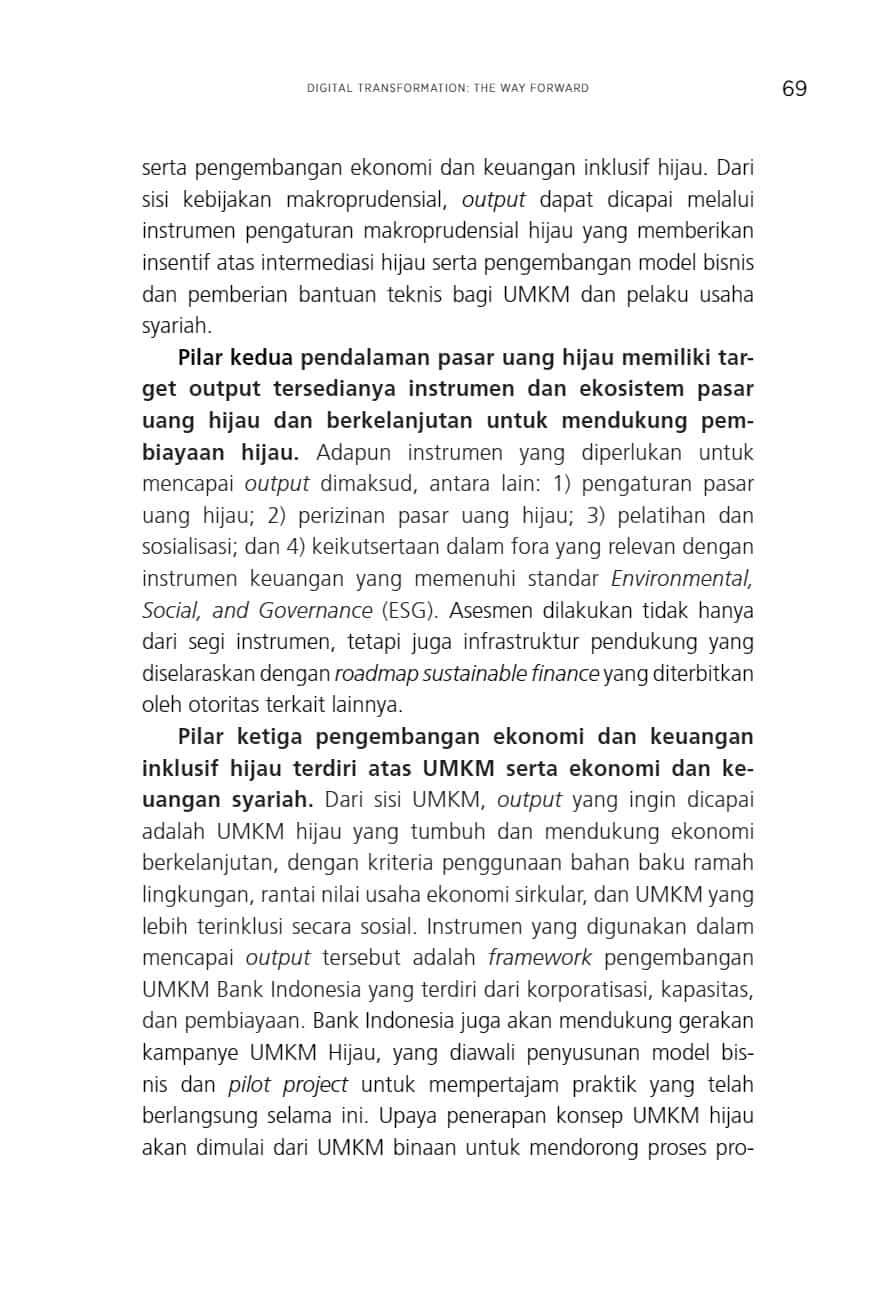 DIGITAL TRANSFORMATION: THE WAY FORWARD
69
serta pengembangan ekonomi dan keuangan inklusif hijau. Dari
sisi kebijakan makroprudensial, output dapat dicapai melalui
instrumen pengaturan makroprudensial hijau yang memberikan
insentif atas intermediasi hijau serta pengembangan model bisnis
dan pemberian bantuan teknis bagi UMKM dan pelaku usaha
syariah.
Pilar kedua pendalaman pasar uang hijau memiliki tar-
get output tersedianya instrumen dan ekosistem pasar
uang hijau dan berkelanjutan untuk mendukung pem-
biayaan hijau. Adapun instrumen yang diperlukan untuk
mencapai output dimaksud, antara lain: 1) pengaturan pasar
uang hijau; 2) perizinan pasar uang hijau; 3) pelatihan dan
sosialisasi; dan 4) keikutsertaan dalam fora yang relevan dengan
instrumen keuangan yang memenuhi standar Environmental,
Social, and Governance (ESG). Asesmen dilakukan tidak hanya
dari segi instrumen, tetapi juga infrastruktur pendukung yang
diselaraskan dengan roadmap sustainable finance yang diterbitkan
oleh otoritas terkait lainnya.
Pilar ketiga pengembangan ekonomi dan keuangan
inklusif hijau terdiri atas UMKM serta ekonomi dan ke-
uangan syariah. Dari sisi UMKM, output yang ingin dicapai
adalah UMKM hijau yang tumbuh dan mendukung ekonomi
berkelanjutan, dengan kriteria penggunaan bahan baku ramah
lingkungan, rantai nilai usaha ekonomi sirkular, dan UMKM yang
lebih terinklusi secara sosial. Instrumen yang digunakan dalam
mencapai output tersebut adalah framework pengembangan
UMKM Bank Indonesia yang terdiri dari korporatisasi, kapasitas,
dan pembiayaan. Bank Indonesia juga akan mendukung gerakan
kampanye UMKM Hijau, yang diawali penyusunan model bis-
nis dan pilot project untuk mempertajam praktik yang telah
berlangsung selama ini. Upaya penerapan konsep UMKM hijau
akan dimulai dari UMKM binaan untuk mendorong proses pro-